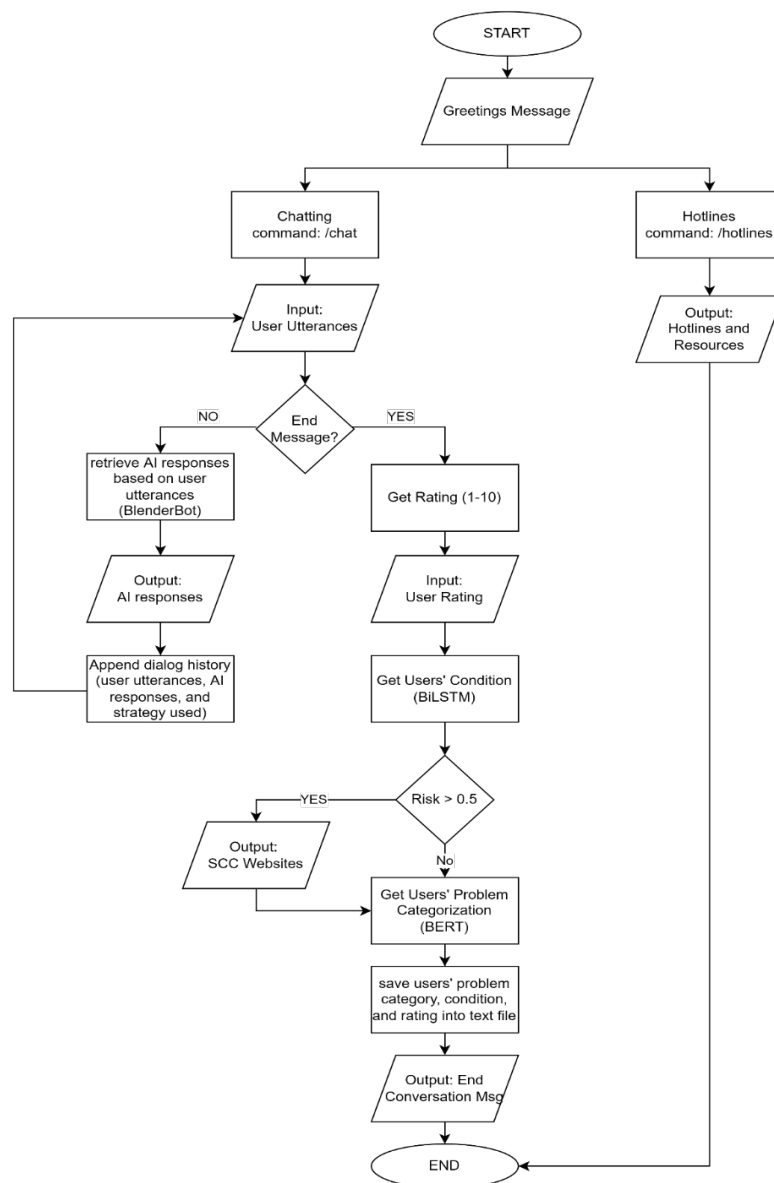 START
Greetings Message
Chatting
command: /chat
Hotlines
command: /hotlines
Input:
User Utterances
Output:
Hotlines and
Resources
End
Message?
NO
YES
retrieve AI responses
based on user
utterances
(BlenderBot)
Get Rating (1-10)
Output:
AI responses
Input:
User Rating
Append dialog history
(user utterances, AI
responses, and
strategy used)
Get Users' Condition
(BiLSTM)
Risk > 0.5
YES
No
Output:
SCC Websites
Get Users' Problem
Categorization
(BERT)
save users' problem
category, condition,
and rating into text file
Output: End
Conversation Msg
END